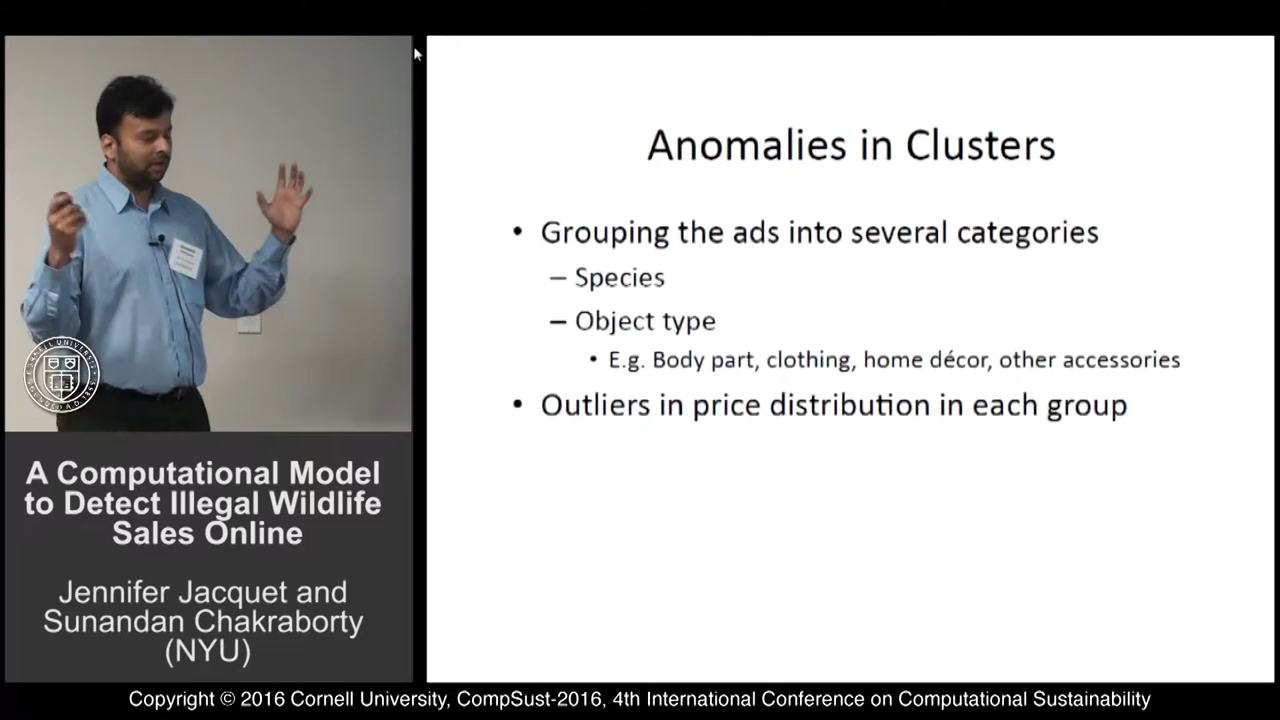 Anomalies in Clusters
• Grouping the ads into several categories
– Species
– Object type
• E.g. Body part, clothing, home décor, other accessories
• Outliers in price distribution in each group
A Computational Model
to Detect Illegal Wildlife
Sales Online
Jennifer Jacquet and
Sunandan Chakraborty
(NYU)
Copyright © 2016 Cornell University, CompSust-2016, 4th International Conference on Computational Sustainability